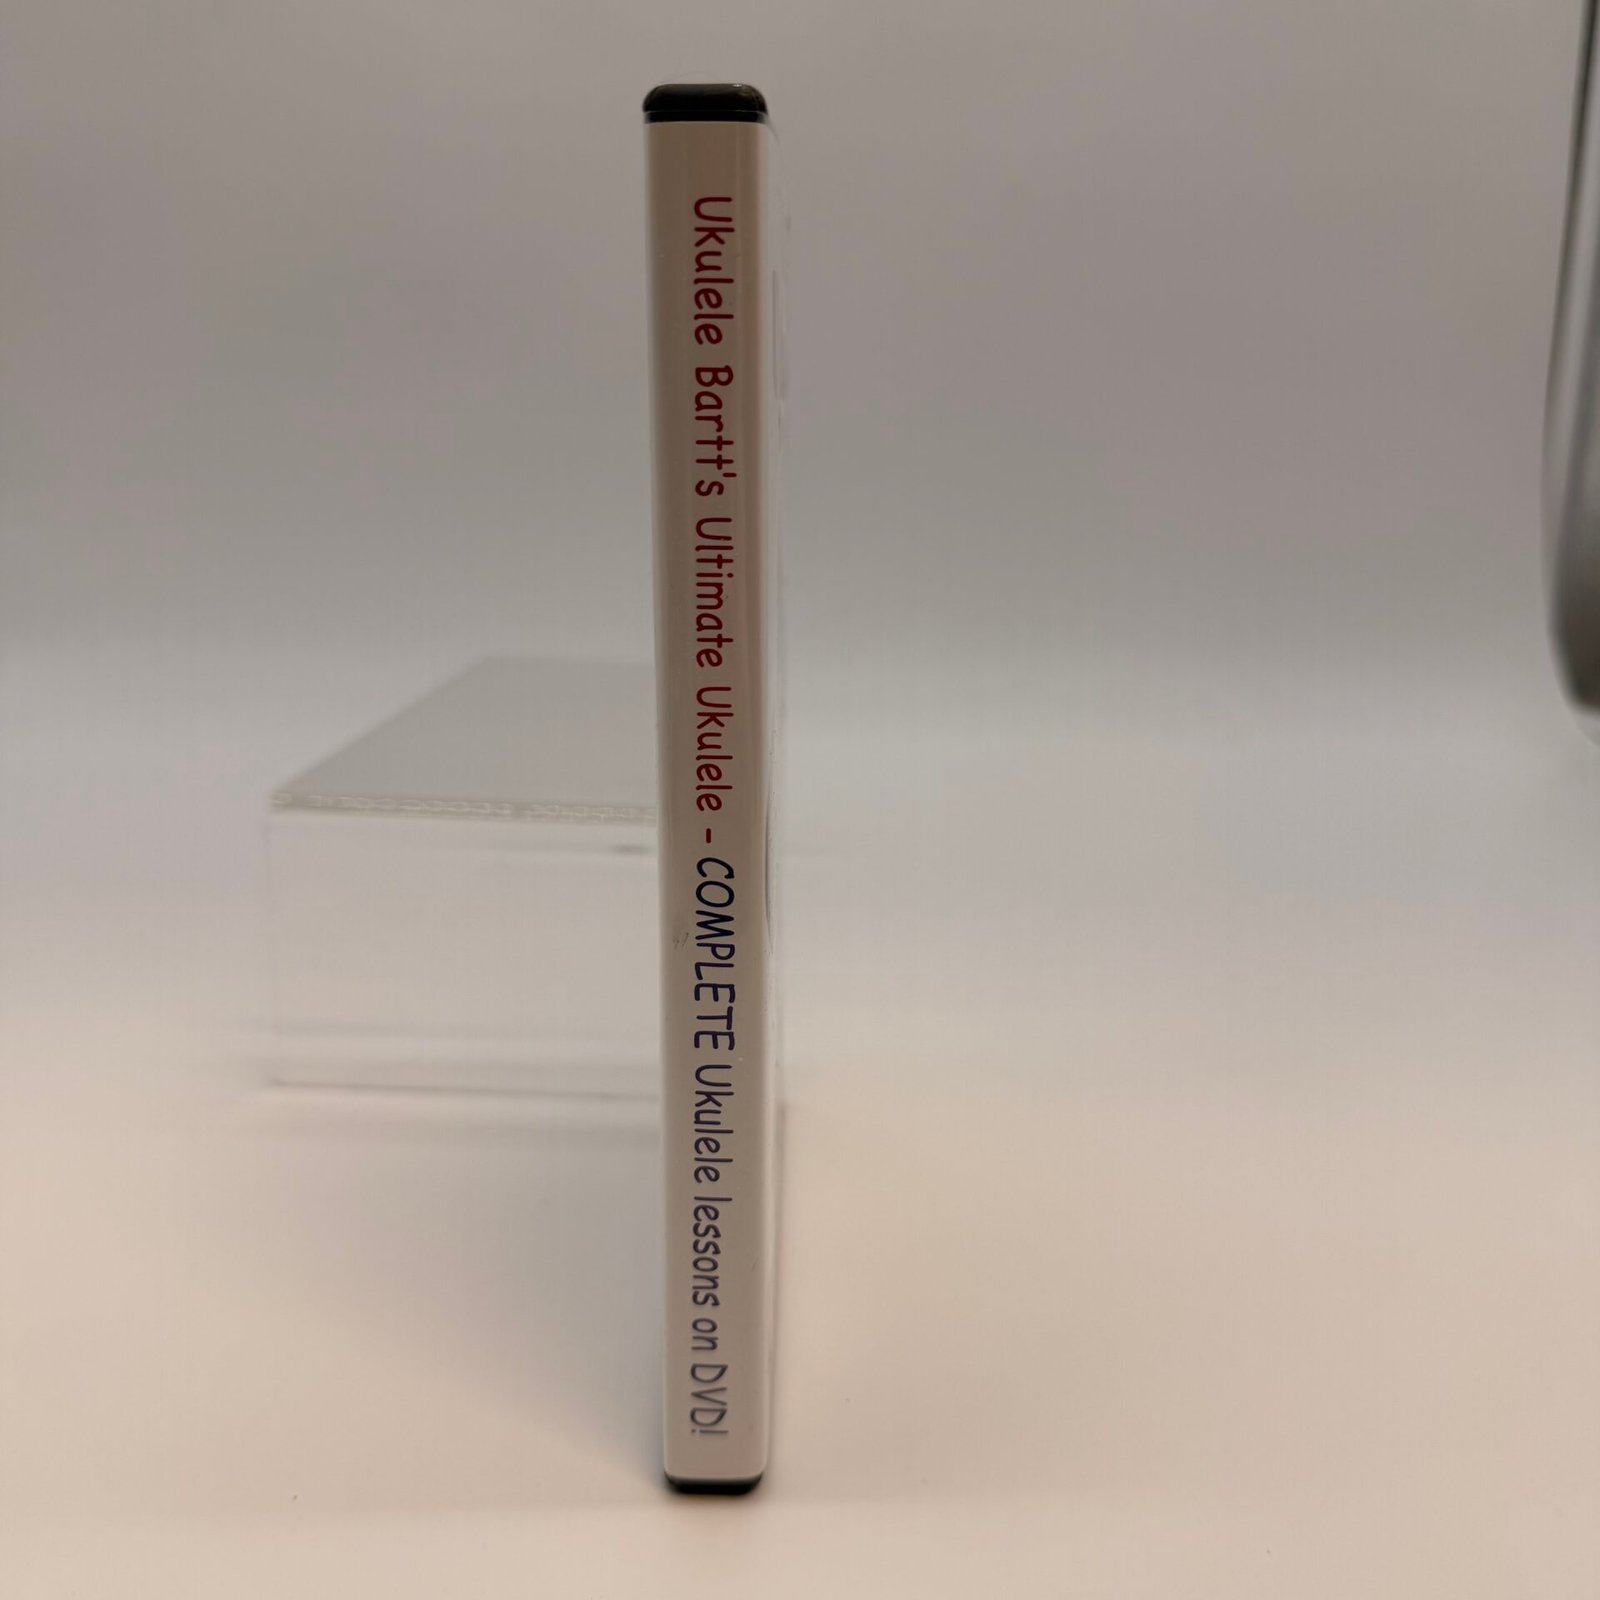 Ukulele Bartt's Ultimate Ukulele - COMPLETE Ukulele lessons on DVD!